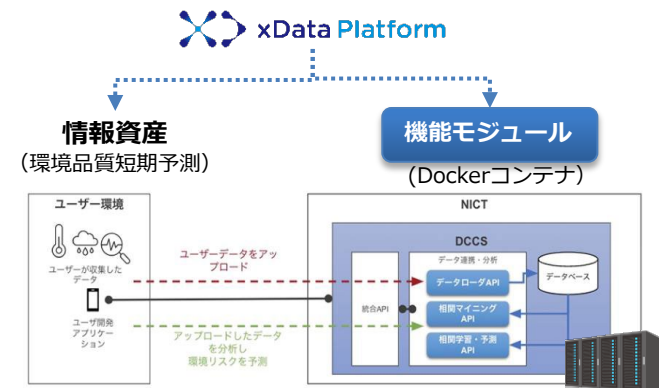 xData Platform
情報資産
（環境品質短期予測）
機能モジュール
(Dockerコンテナ）
ユーザー環境
ユーザーが収集した
データ
ユーザ開発
アプリケー
ション
ユーザーデータをアッ
プロード
アップロードしたデータ
を分析し
環境リスクを予測
NICT
DCCS
データ連携・分析
統合API
データローダAPI
相関マイニング
API
相関学習・予測
API
データベース